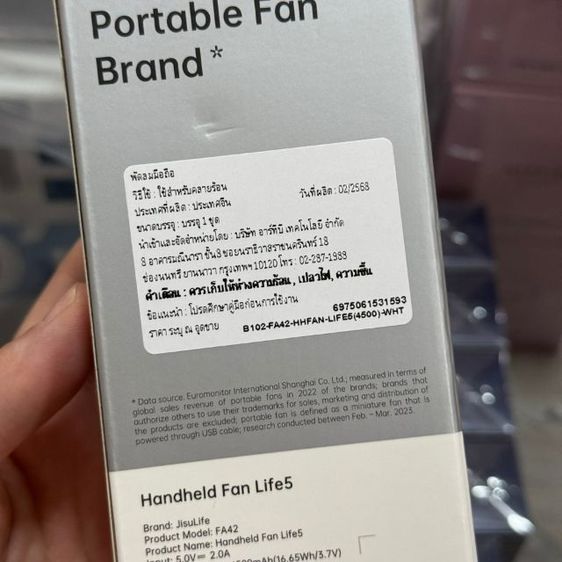 Portable Fan
Brand*
พัดลมมือถือ
วิธีใช้ : ใช้สำหรับคลายร้อน
วันที่ผลิต : 02/2568
ประเทศที่ผลิต : ประเทศจีน
ขนาดบรรจุ : บรรจุ 1 ชุด
นำเข้าและจัดจำหน่ายโดย : บริษัท อาร์ทีบี เทคโนโลยี จำกัด
8 อาคารมณีนารา ชั้น3 ซอยนราธิวาสราชนครินทร์ 18
ช่องนนทรี ยานนาวา กรุงเทพฯ 10120 โทร : 02-287-1988
คำเตือน : ควรเก็บให้ห่างความร้อน, เปลวไฟ, ความชื้น
ข้อแนะนำ : โปรดศึกษาคู่มือก่อนการใช้งาน
ราคา ระบุ ณ จุดขาย
6975061531593
B102-FA42-HHFAN-LIFE5(4500)-WHT
* Data source: Euromonitor International Shanghai Co. Ltd.; measured in terms of
global sales revenue of portable fans in 2022 of the brands; brands that
authorize others to use their trademarks for sales, marketing and distribution of
the products are excluded; portable fan is defined as a miniature fan that is
powered through USB cable; research conducted between Feb. – Mar. 2023.
Handheld Fan Life5
Brand: JisuLife
Product Model: FA42
Product Name: Handheld Fan Life5
Input: 5.0V⎓ 2.0A
(16.65Wh/3.7V)